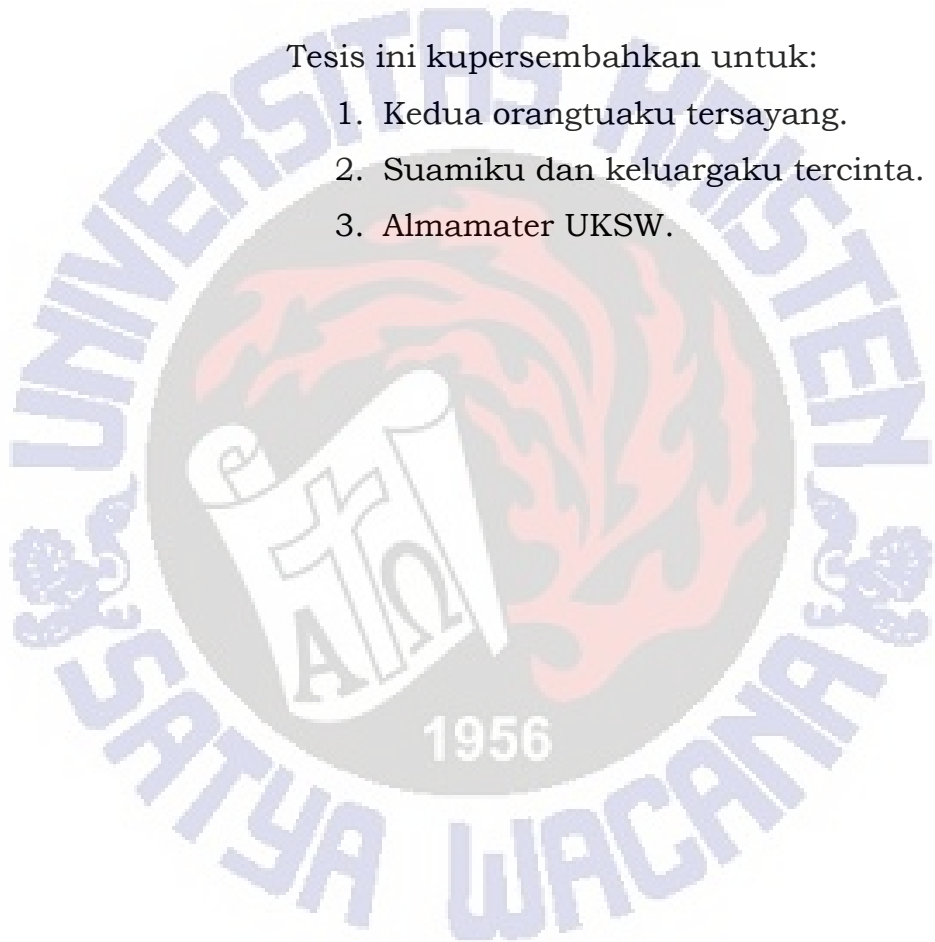 Tesis ini kupersembahkan untuk:
1. Kedua orangtuaku tersayang.
2. Suamiku dan keluargaku tercinta.
3. Almamater UKSW.
UNIVERSITAS KRISTEN
Α Ω
1956
SATYA WACANA